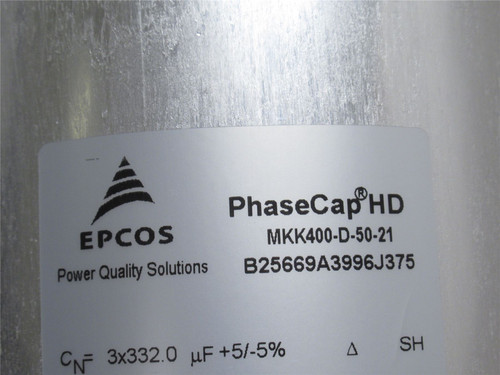 EPCOS
Power Quality Solutions
PhaseCap® HD
MKK400-D-50-21
B25669A3996J375
CN= 3x332.0 µF +5/-5% Δ SH